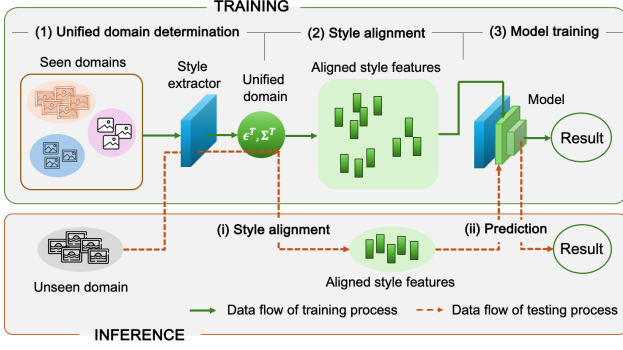 TRAINING
(1) Unified domain determination
(2) Style alignment
(3) Model training
Seen domains
Style
extractor
Unified
domain
Aligned style features
Model
ϵᵀ, Σᵀ
Result
(i) Style alignment
(ii) Prediction
Unseen domain
Aligned style features
Result
Data flow of training process
Data flow of testing process
INFERENCE